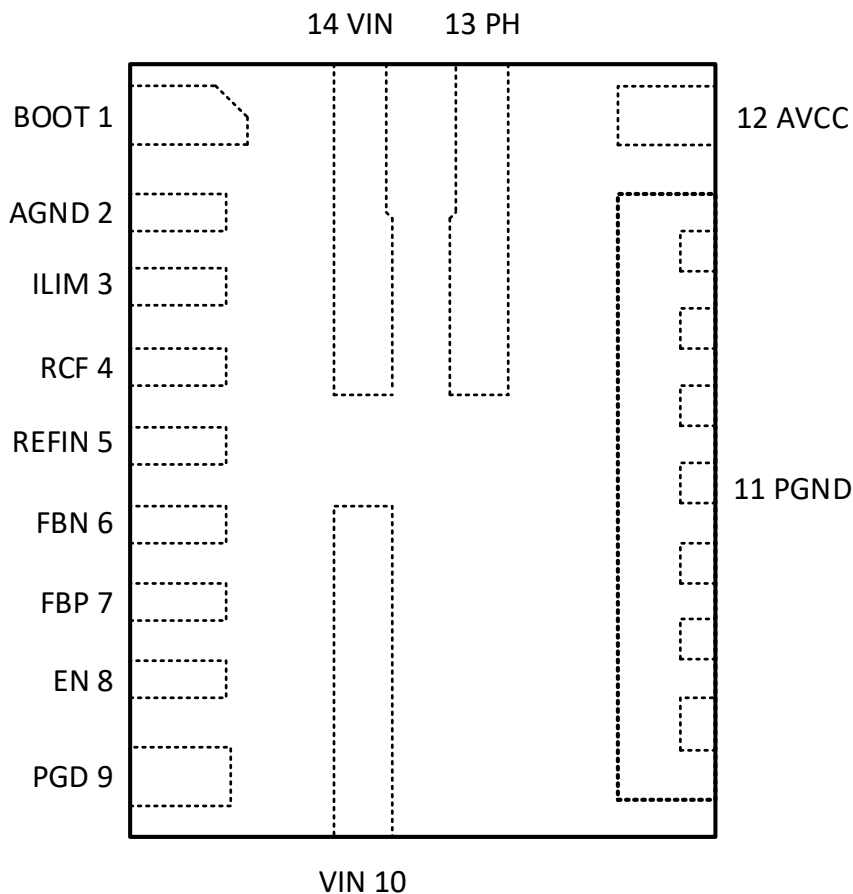 14 VIN
13 PH
BOOT 1
12 AVCC
AGND 2
ILIM 3
RCF 4
REFIN 5
11 PGND
FBN 6
FBP 7
EN 8
PGD 9
VIN 10